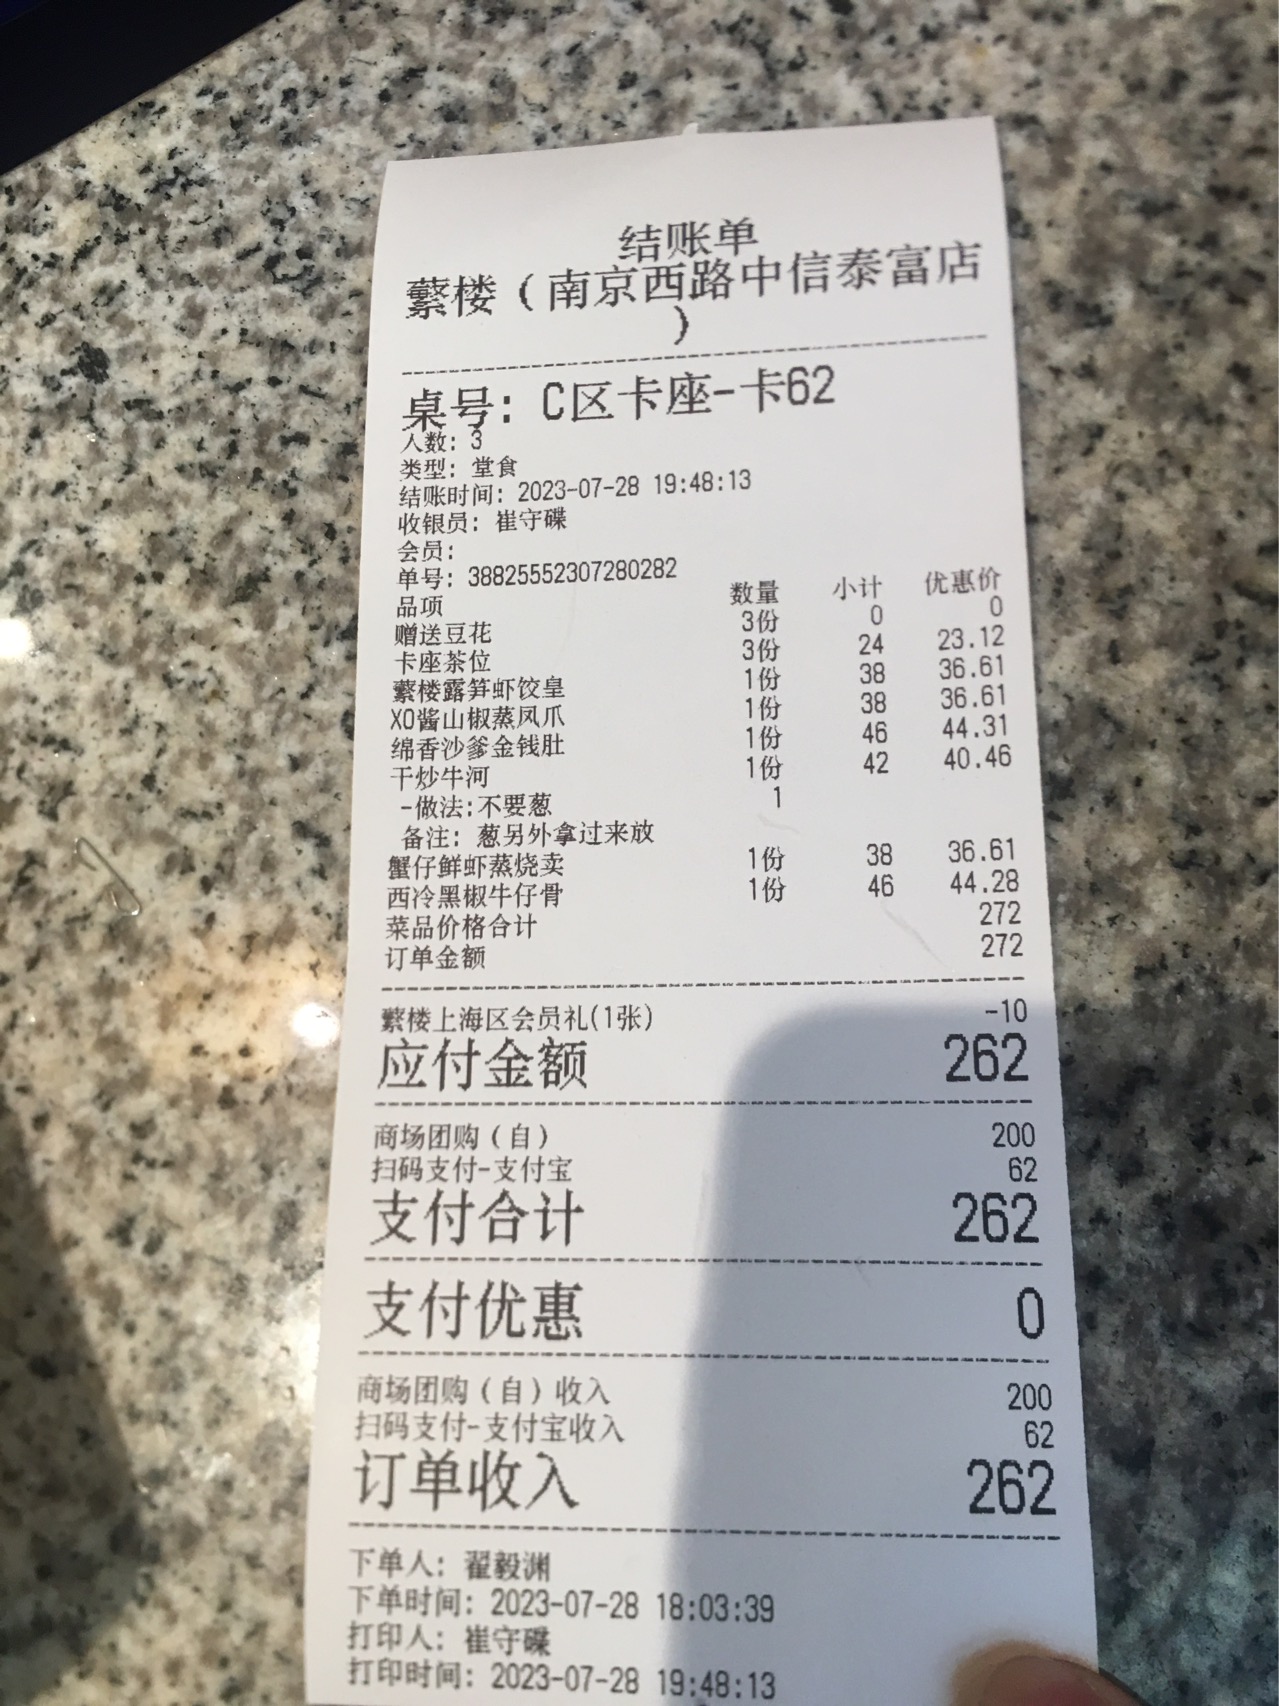 结账单
蘩楼（南京西路中信泰富店
）
桌号: C区卡座-卡62
人数: 3
类型: 堂食
结账时间: 2023-07-28 19:48:13
收银员: 崔守碟
会员:
单号: 38825552307280282
品项 数量 小计 优惠价
赠送豆花 3份 0 0
卡座茶位 3份 24 23.12
蘩楼露笋虾饺皇 1份 38 36.61
XO酱山椒蒸凤爪 1份 38 36.61
绵香沙爹金钱肚 1份 46 44.31
干炒牛河 1份 42 40.46
-做法:不要葱 1
备注: 葱另外拿过来放
蟹仔鲜虾蒸烧卖 1份 38 36.61
西冷黑椒牛仔骨 1份 46 44.28
菜品价格合计 272
订单金额 272
蘩楼上海区会员礼(1张) -10
应付金额 262
商场团购（自） 200
扫码支付-支付宝 62
支付合计 262
支付优惠 0
商场团购（自）收入 200
扫码支付-支付宝收入 62
订单收入 262
下单人: 翟毅渊
下单时间: 2023-07-28 18:03:39
打印人: 崔守碟
打印时间: 2023-07-28 19:48:13